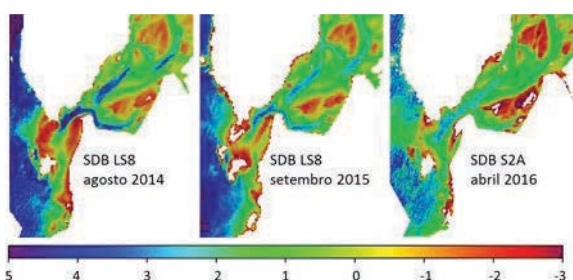 SDB LS8
agosto 2014
SDB LS8
setembro 2015
SDB S2A
abril 2016
5 4 3 2 1 0 -1 -2 -3